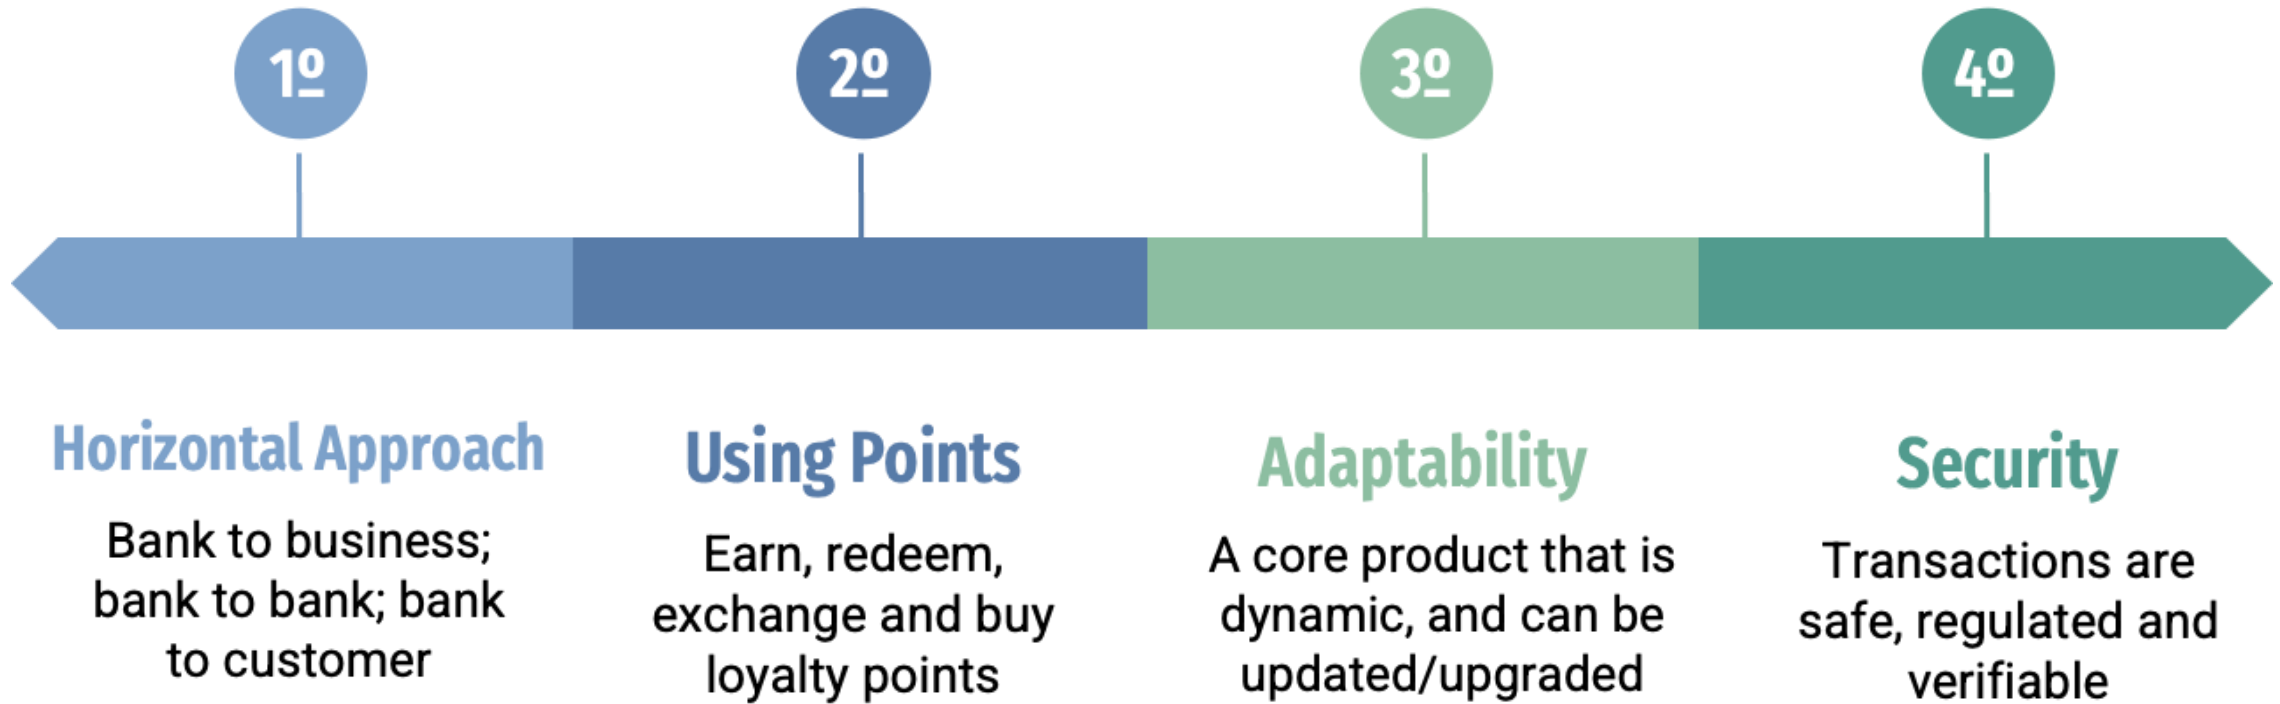 1º
2º
3º
4º
Horizontal Approach
Bank to business;
bank to bank; bank
to customer
Using Points
Earn, redeem,
exchange and buy
loyalty points
Adaptability
A core product that is
dynamic, and can be
updated/upgraded
Security
Transactions are
safe, regulated and
verifiable